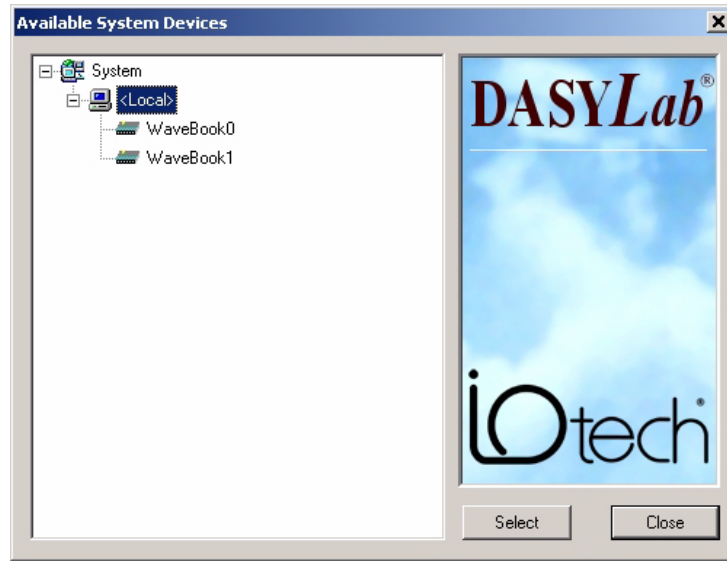 Available System Devices
System
<Local>
WaveBook0
WaveBook1
DASYLab®
iOtech®
Select
Close